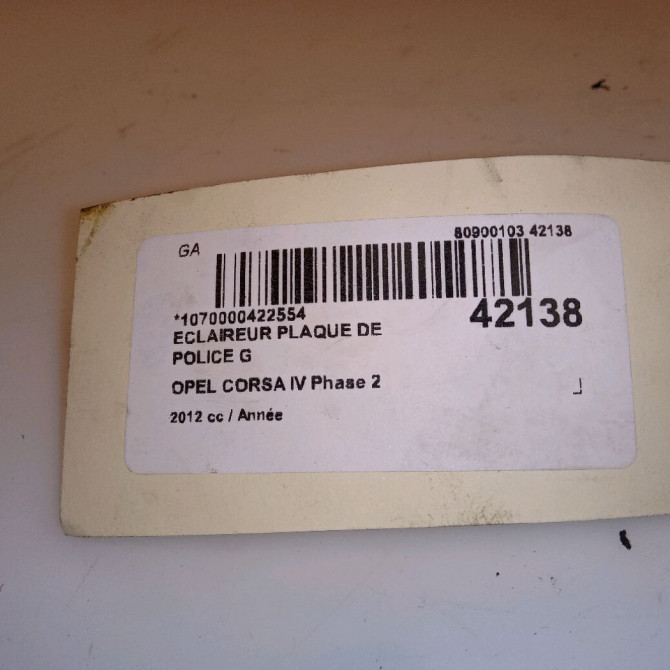 GA
80900103 42138
*1070000422554
42138
ECLAIREUR PLAQUE DE
POLICE G
OPEL CORSA IV Phase 2
2012 cc / Année